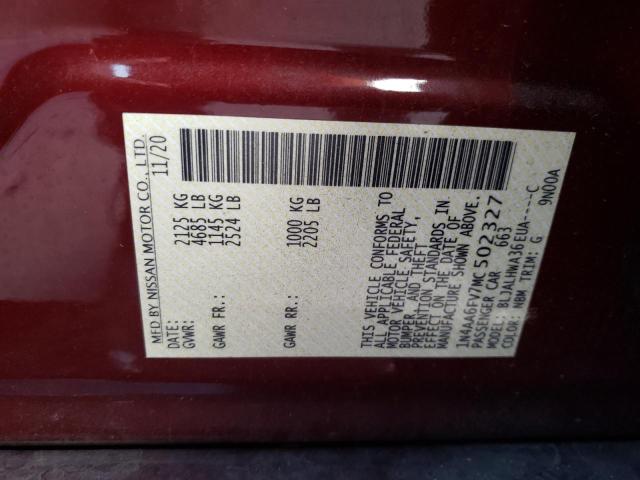 MFD BY NISSAN MOTOR CO., LTD.
DATE: 11/20
GVWR: 2125 KG
4685 LB
GAWR FR: 1145 KG
2524 LB
GAWR RR: 1000 KG
2205 LB
THIS VEHICLE CONFORMS TO
ALL APPLICABLE FEDERAL
MOTOR VEHICLE SAFETY,
BUMPER, AND THEFT
PREVENTION STANDARDS IN
EFFECT ON THE DATE OF
MANUFACTURE SHOWN ABOVE.
1N4AA6FV7MC502327
PASSENGER CAR 663
MODEL: BLJALHWA36EUA-----C
COLOR: NBM TRIM: G 9N00A